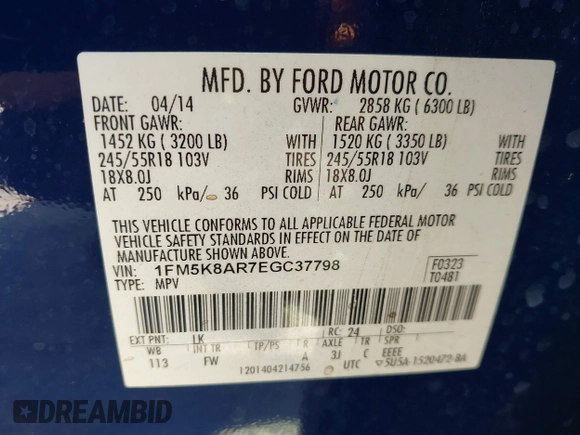 MFD. BY FORD MOTOR CO.
DATE: 04/14 GVWR: 2858 KG ( 6300 LB)
FRONT GAWR: REAR GAWR:
1452 KG ( 3200 LB) WITH 1520 KG ( 3350 LB) WITH
245/55R18 103V TIRES 245/55R18 103V TIRES
18X8.0J RIMS 18X8.0J RIMS
AT 250 kPa/ 36 PSI COLD AT 250 kPa/ 36 PSI COLD
THIS VEHICLE CONFORMS TO ALL APPLICABLE FEDERAL MOTOR
VEHICLE SAFETY STANDARDS IN EFFECT ON THE DATE OF
MANUFACTURE SHOWN ABOVE.
VIN: 1FM5K8AR7EGC37798 F0323
TYPE: MPV T0481
EXT PNT: LK RC: 24 DSO:
WB INT TR TP/PS R AXLE TR SPR
113 FW A 3J C EEEE
1201404214756 UTC 5U5A-1520472-BA
DREAMBID